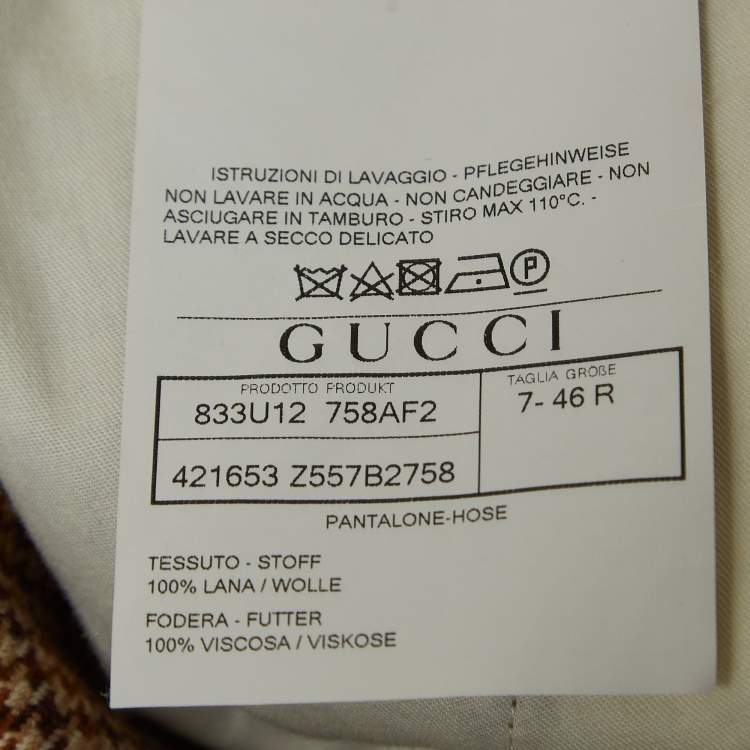 ISTRUZIONI DI LAVAGGIO - PFLEGEHINWEISE
NON LAVARE IN ACQUA - NON CANDEGGIARE - NON
ASCIUGARE IN TAMBURO - STIRO MAX 110°C. -
LAVARE A SECCO DELICATO
P
GUCCI
PRODOTTO PRODUKT
833U12 758AF2
421653 Z557B2758
TAGLIA GRÖßE
7- 46 R
PANTALONE-HOSE
TESSUTO - STOFF
100% LANA / WOLLE
FODERA - FUTTER
100% VISCOSA / VISKOSE